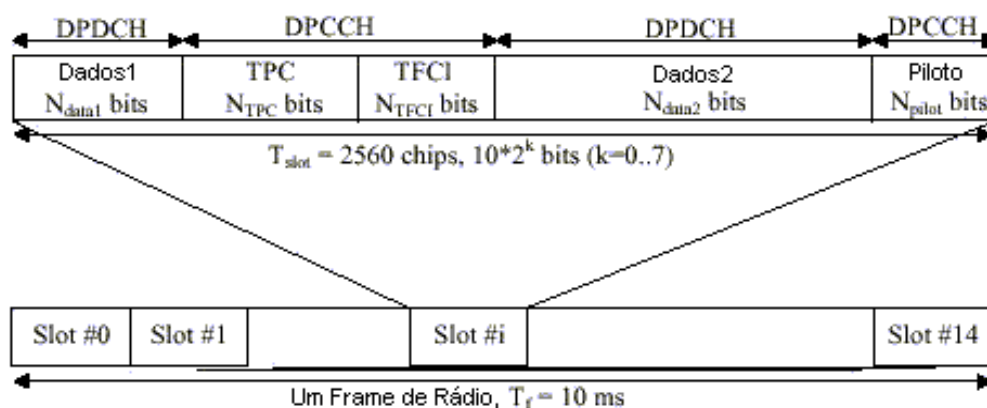 DPDCH DPCCH DPDCH DPCCH
Dados1 TPC TFCI Dados2 Piloto
N_data1 bits N_TPC bits N_TFCI bits N_data2 bits N_pilot bits
T_slot = 2560 chips, 10*2^k bits (k=0..7)
Slot #0 Slot #1 Slot #i Slot #14
Um Frame de Rádio, T_f = 10 ms